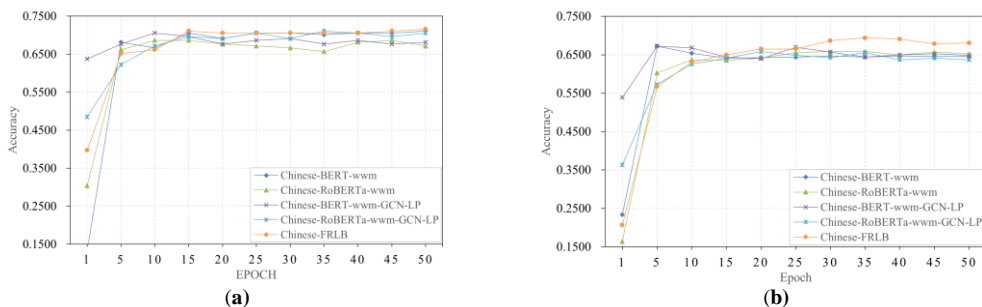 0.7500
0.6500
0.5500
0.4500
0.3500
0.2500
0.1500
Accuracy
1 5 10 15 20 25 30 35 40 45 50
EPOCH
Chinese-BERT-wwm
Chinese-RoBERTa-wwm
Chinese-BERT-wwm-GCN-LP
Chinese-RoBERTa-wwm-GCN-LP
Chinese-FRLB
(a)
0.7500
0.6500
0.5500
0.4500
0.3500
0.2500
0.1500
Accuracy
1 5 10 15 20 25 30 35 40 45 50
Epoch
Chinese-BERT-wwm
Chinese-RoBERTa-wwm
Chinese-BERT-wwm-GCN-LP
Chinese-RoBERTa-wwm-GCN-LP
Chinese-FRLB
(b)